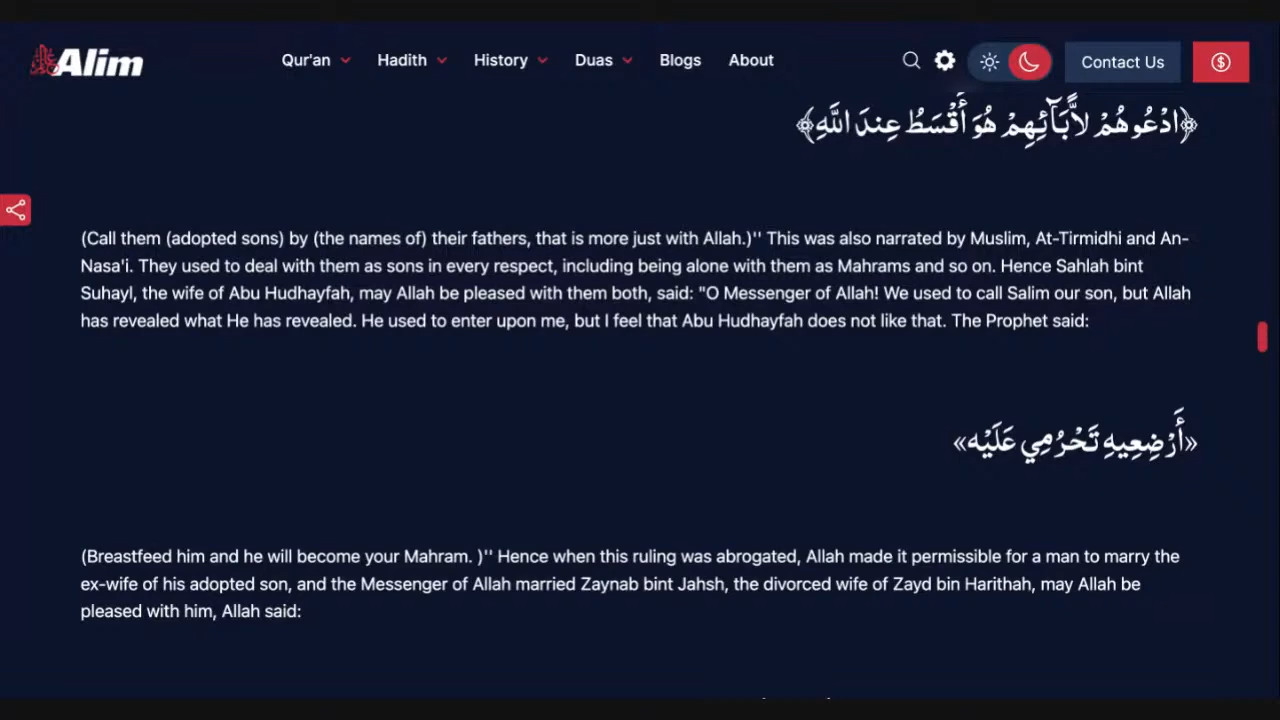 Alim
Qur'an Hadith History Duas Blogs About Contact Us
﴿ادْعُوهُمْ لاًّبَآئِهِمْ هُوَ أَقْسَطُ عِندَ اللَّهِ﴾
(Call them (adopted sons) by (the names of) their fathers, that is more just with Allah.)'' This was also narrated by Muslim, At-Tirmidhi and An-
Nasa'i. They used to deal with them as sons in every respect, including being alone with them as Mahrams and so on. Hence Sahlah bint
Suhayl, the wife of Abu Hudhayfah, may Allah be pleased with them both, said: "O Messenger of Allah! We used to call Salim our son, but Allah
has revealed what He has revealed. He used to enter upon me, but I feel that Abu Hudhayfah does not like that. The Prophet said:
«أَرْضِعِيهِ تَحْرُمِي عَلَيْه»
(Breastfeed him and he will become your Mahram. )'' Hence when this ruling was abrogated, Allah made it permissible for a man to marry the
ex-wife of his adopted son, and the Messenger of Allah married Zaynab bint Jahsh, the divorced wife of Zayd bin Harithah, may Allah be
pleased with him, Allah said: